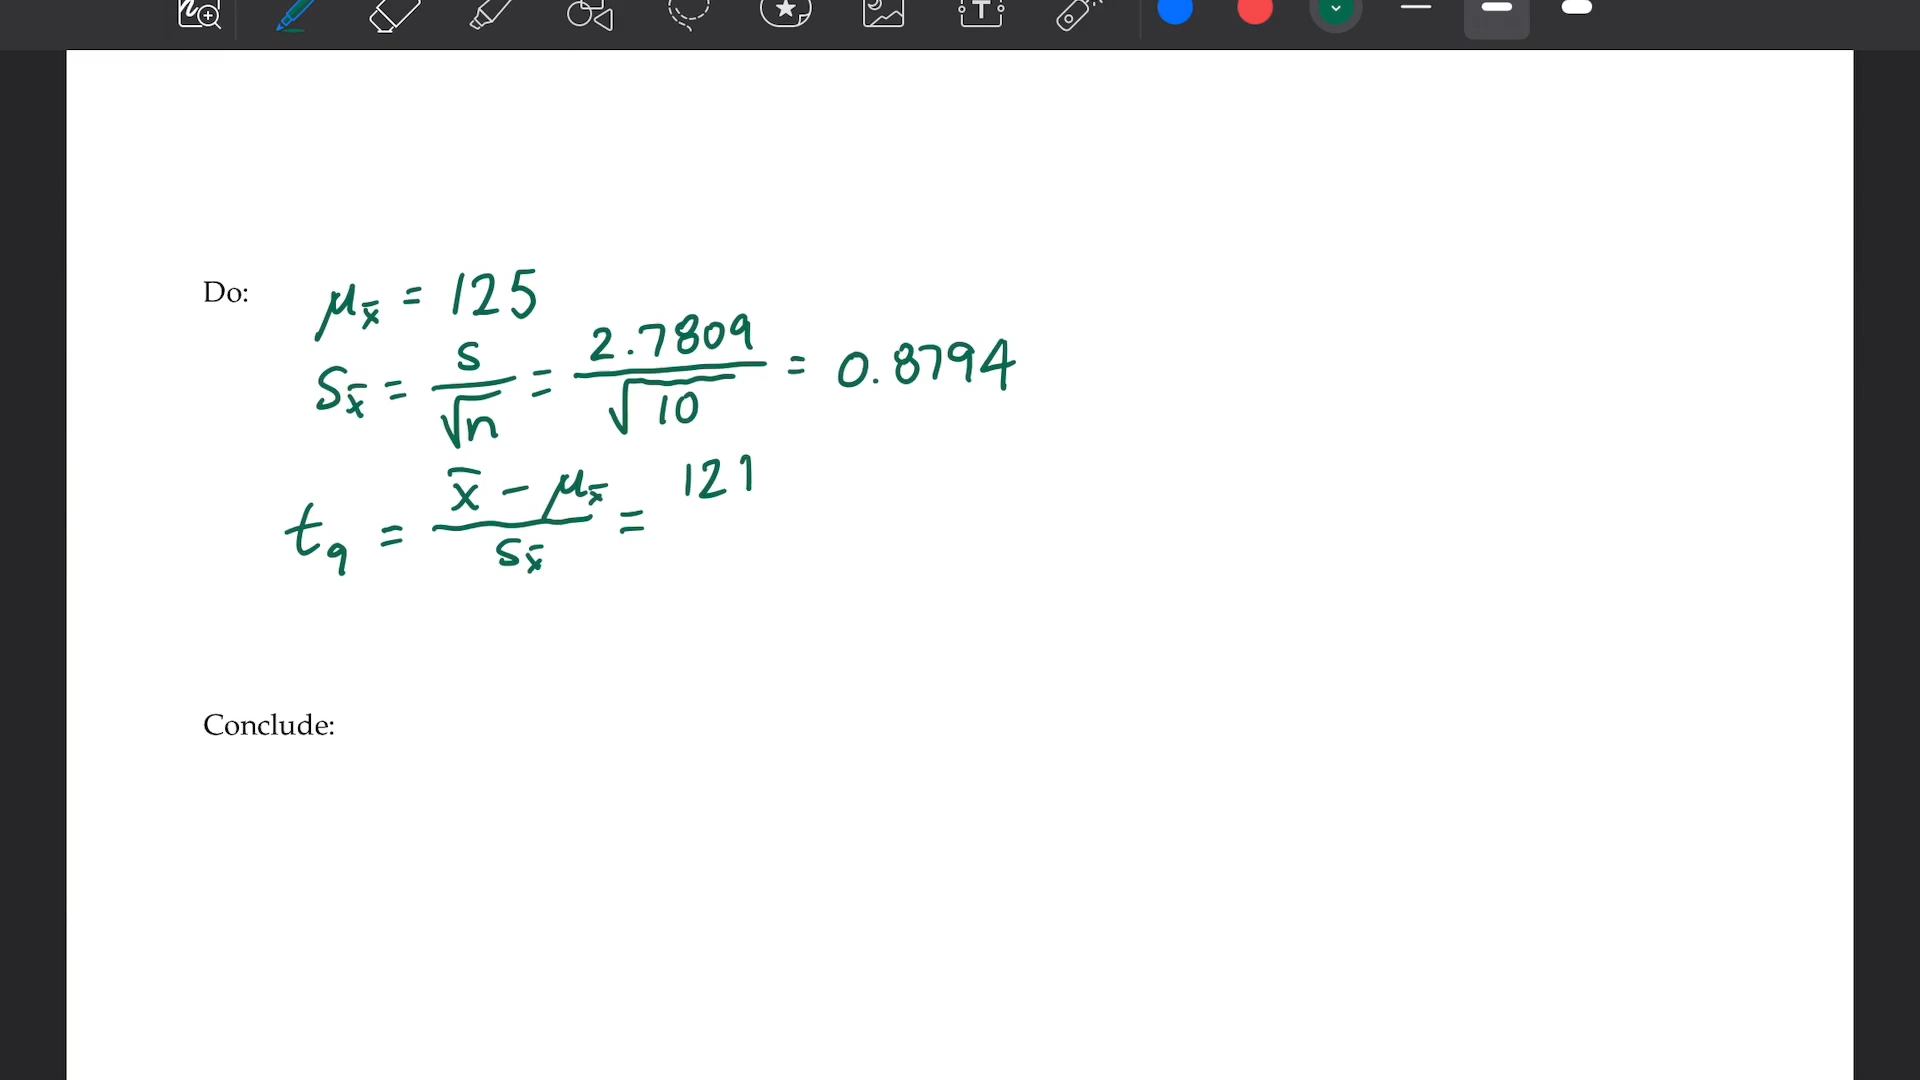 Do: μx̄ = 125
sx̄ = s/√n = 2.7809/√10 = 0.8794
t9 = (x̄ − μx̄)/sx̄ = 121
Conclude: